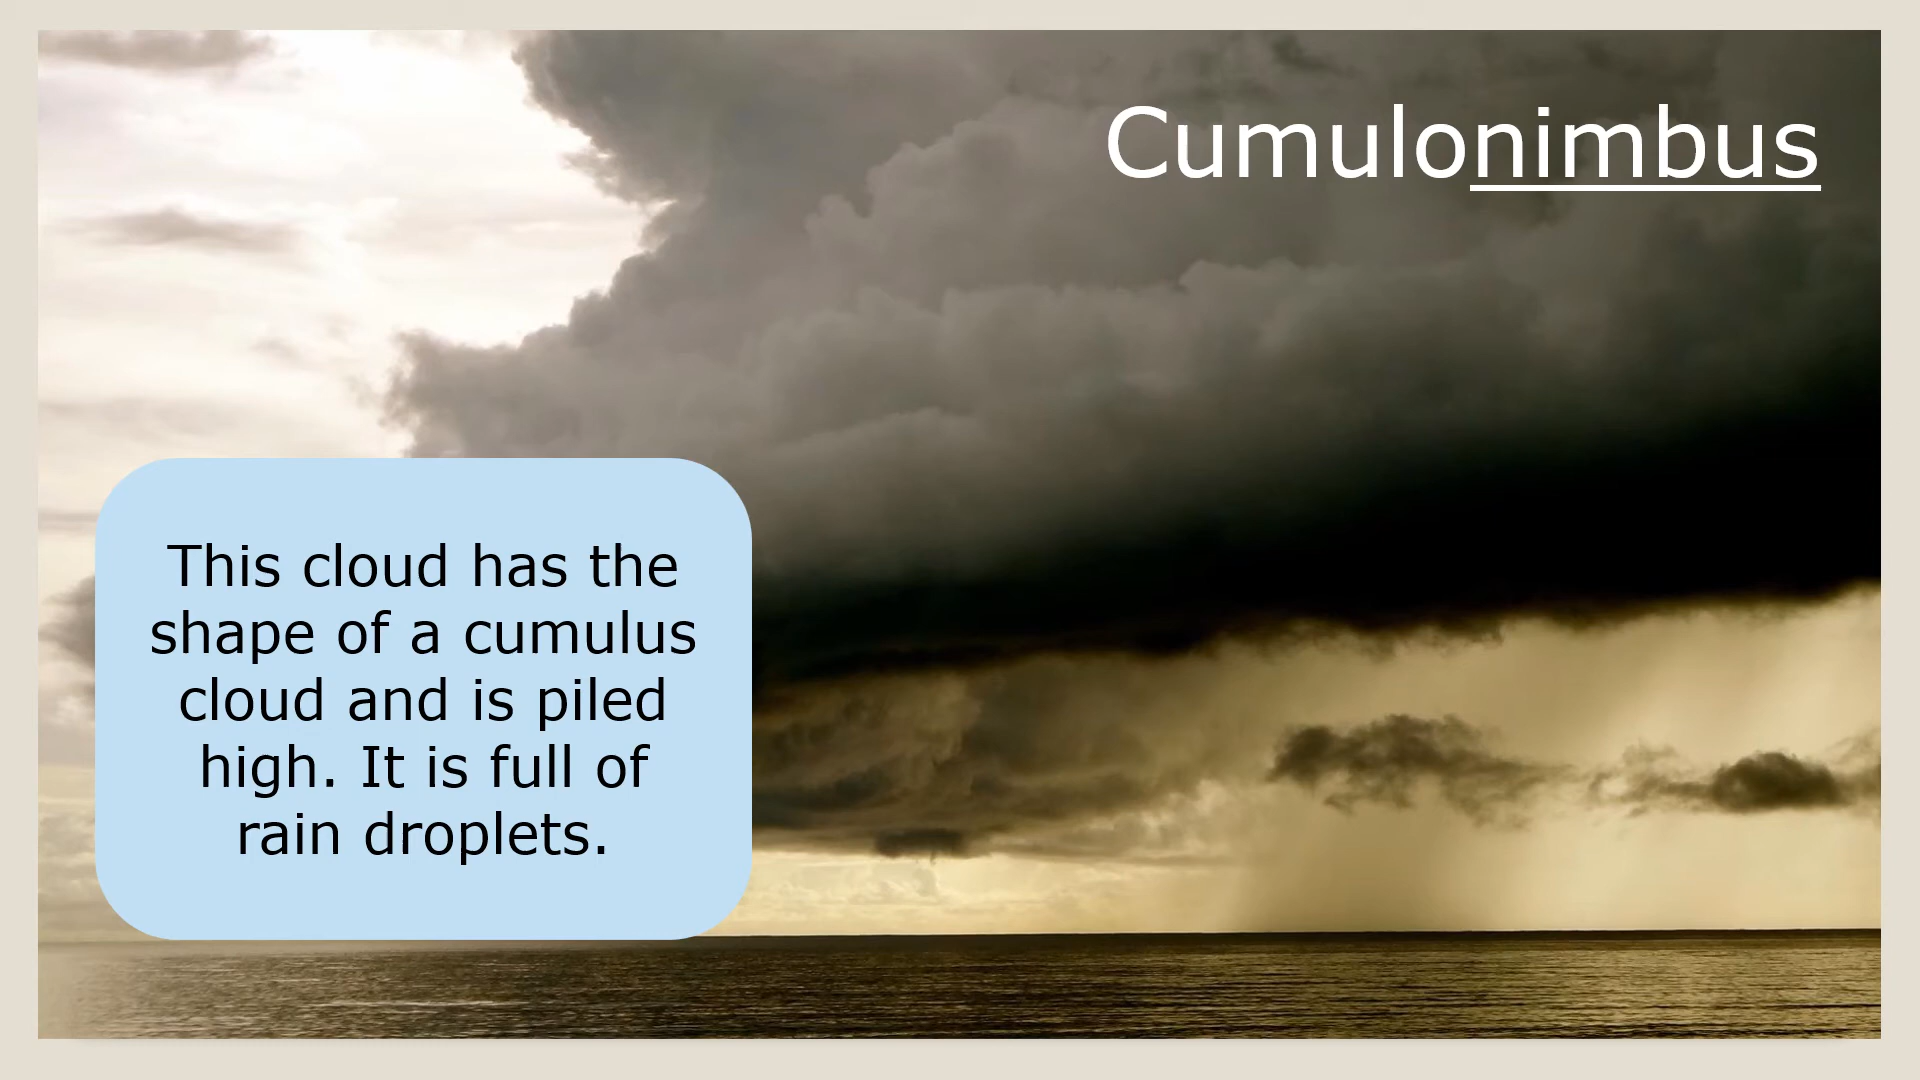 Cumulonimbus
This cloud has the
shape of a cumulus
cloud and is piled
high. It is full of
rain droplets.